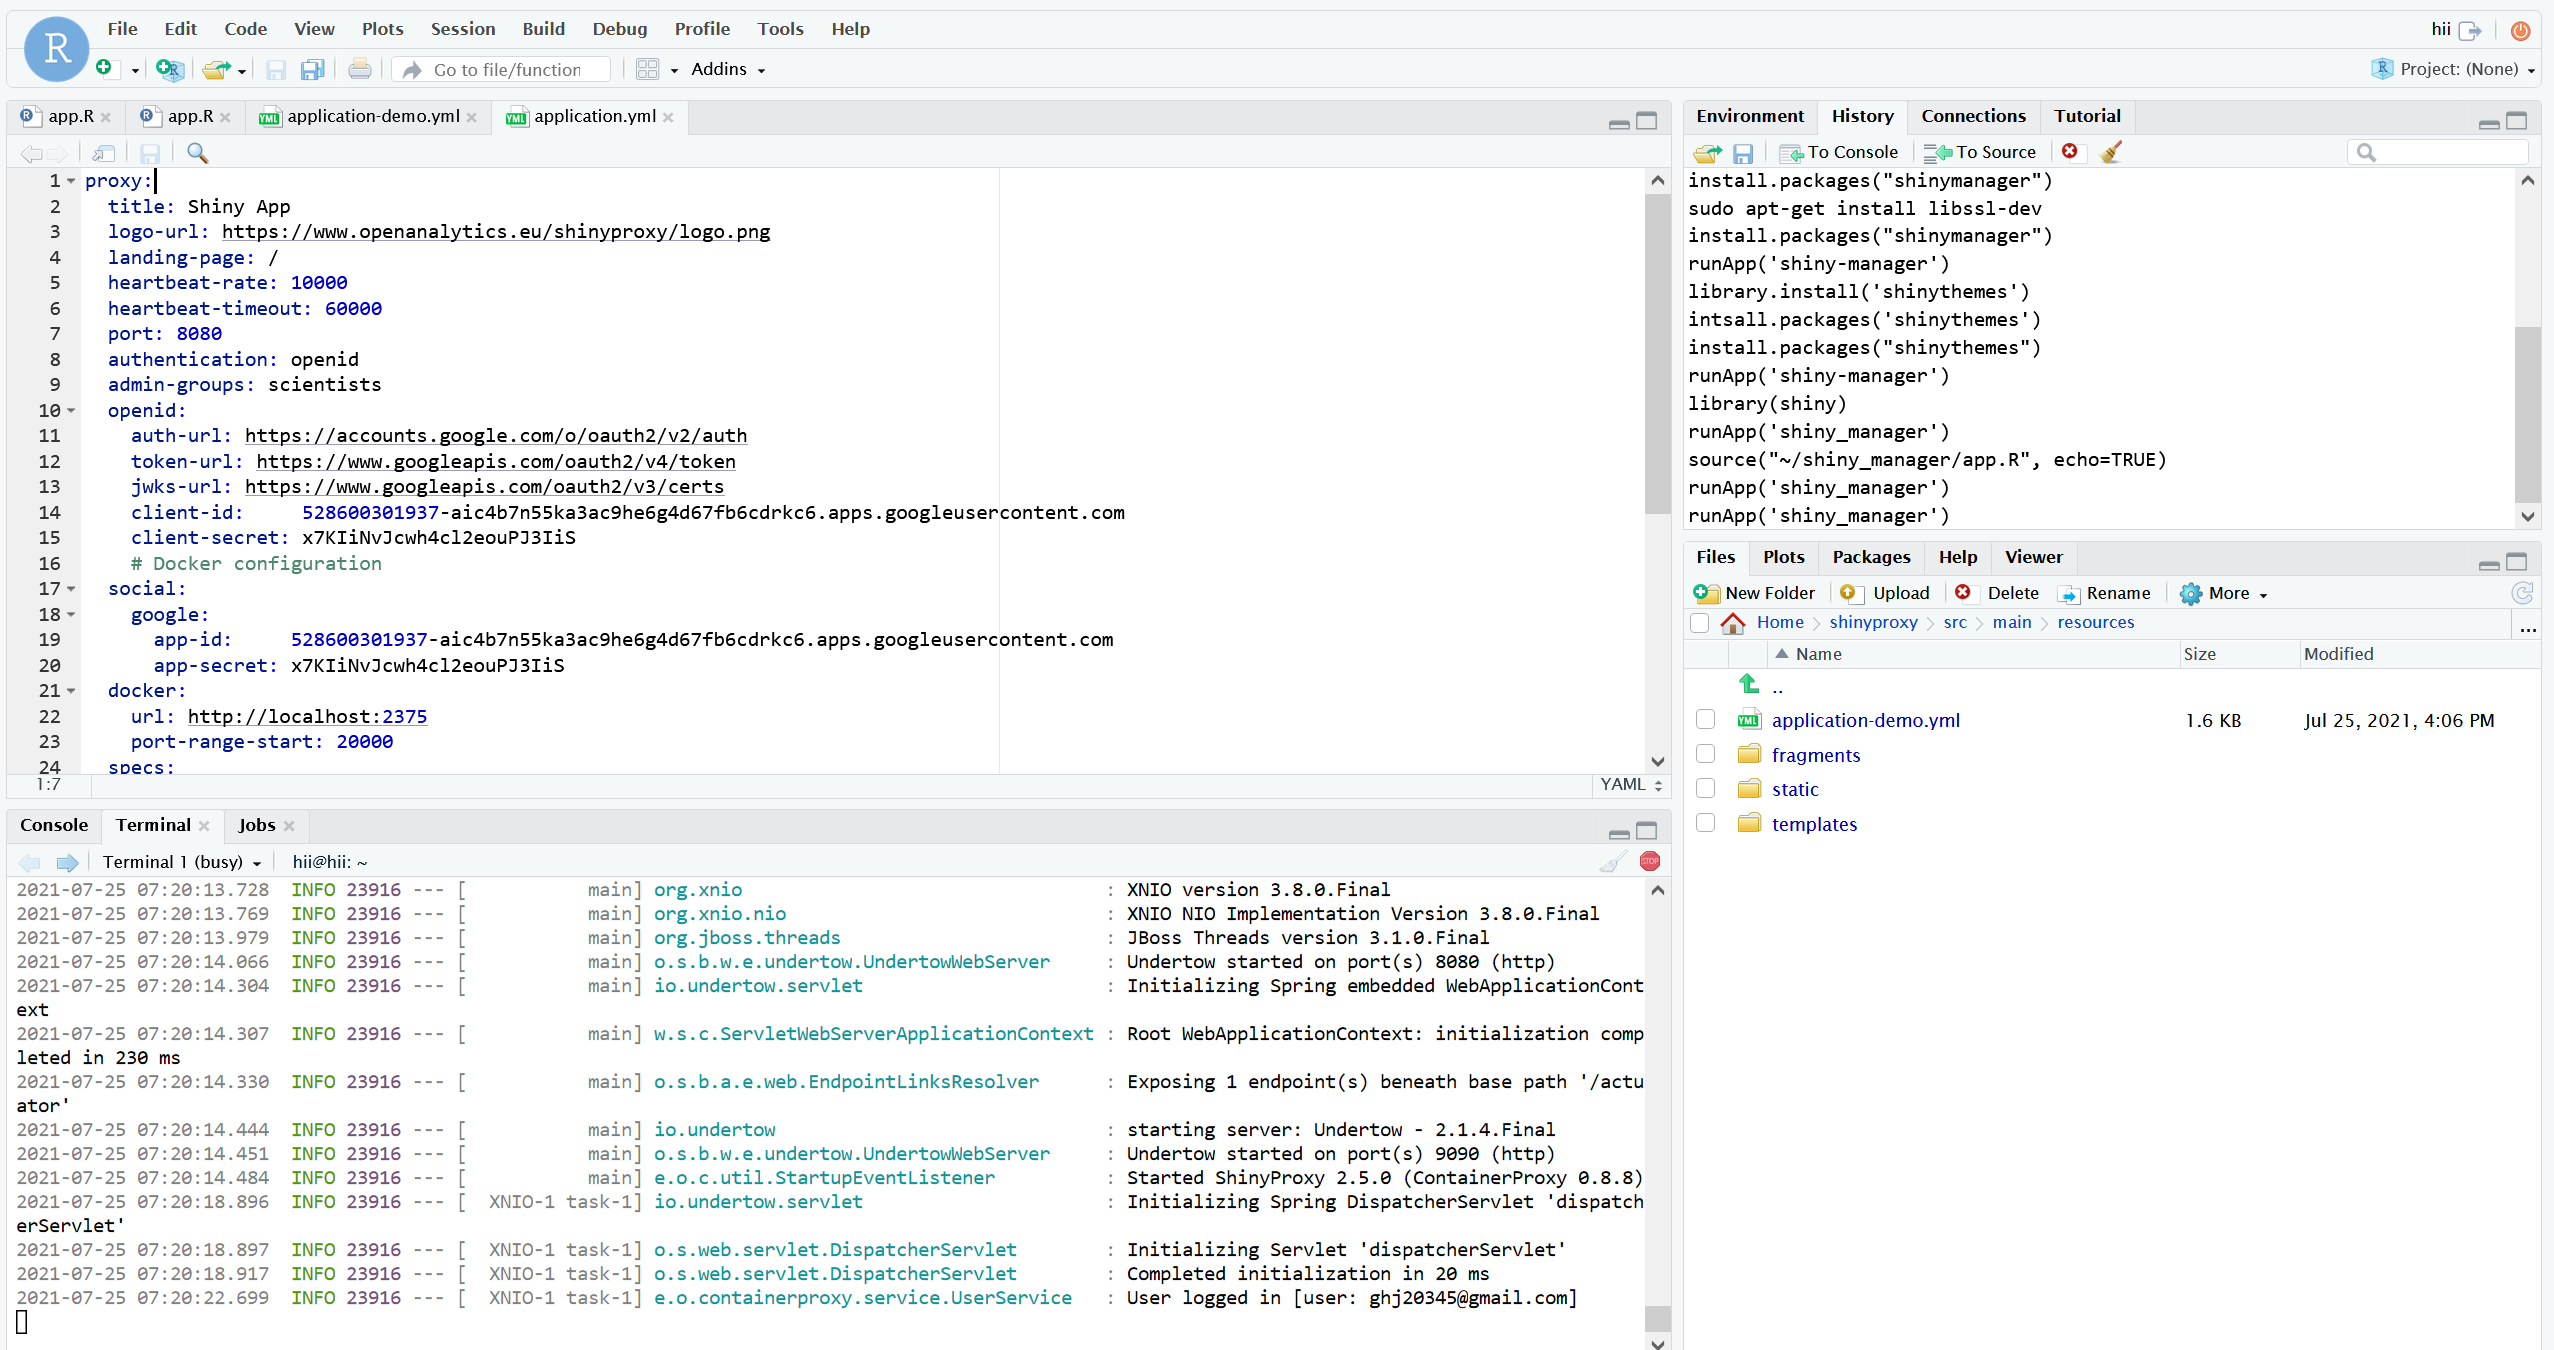 File Edit Code View Plots Session Build Debug Profile Tools Help
hii
Go to file/function
Addins
Project: (None)
app.R
app.R
application-demo.yml
application.yml
1 proxy:
2 title: Shiny App
3 logo-url: https://www.openanalytics.eu/shinyproxy/logo.png
4 landing-page: /
5 heartbeat-rate: 10000
6 heartbeat-timeout: 60000
7 port: 8080
8 authentication: openid
9 admin-groups: scientists
10 openid:
11 auth-url: https://accounts.google.com/o/oauth2/v2/auth
12 token-url: https://www.googleapis.com/oauth2/v4/token
13 jwks-url: https://www.googleapis.com/oauth2/v3/certs
14 client-id: 528600301937-aic4b7n55ka3ac9he6g4d67fb6cdrkc6.apps.googleusercontent.com
15 client-secret: x7KIiNvJcwh4cl2eouPJ3IiS
16 # Docker configuration
17 social:
18 google:
19 app-id: 528600301937-aic4b7n55ka3ac9he6g4d67fb6cdrkc6.apps.googleusercontent.com
20 app-secret: x7KIiNvJcwh4cl2eouPJ3IiS
21 docker:
22 url: http://localhost:2375
23 port-range-start: 20000
24 specs:
1:7
YAML
Console Terminal Jobs
Terminal 1 (busy) hii@hii: ~
STOP
2021-07-25 07:20:13.728 INFO 23916 --- [ main] org.xnio : XNIO version 3.8.0.Final
2021-07-25 07:20:13.769 INFO 23916 --- [ main] org.xnio.nio : XNIO NIO Implementation Version 3.8.0.Final
2021-07-25 07:20:13.979 INFO 23916 --- [ main] org.jboss.threads : JBoss Threads version 3.1.0.Final
2021-07-25 07:20:14.066 INFO 23916 --- [ main] o.s.b.w.e.undertow.UndertowWebServer : Undertow started on port(s) 8080 (http)
2021-07-25 07:20:14.304 INFO 23916 --- [ main] io.undertow.servlet : Initializing Spring embedded WebApplicationCont
ext
2021-07-25 07:20:14.307 INFO 23916 --- [ main] w.s.c.ServletWebServerApplicationContext : Root WebApplicationContext: initialization comp
leted in 230 ms
2021-07-25 07:20:14.330 INFO 23916 --- [ main] o.s.b.a.e.web.EndpointLinksResolver : Exposing 1 endpoint(s) beneath base path '/actu
ator'
2021-07-25 07:20:14.444 INFO 23916 --- [ main] io.undertow : starting server: Undertow - 2.1.4.Final
2021-07-25 07:20:14.451 INFO 23916 --- [ main] o.s.b.w.e.undertow.UndertowWebServer : Undertow started on port(s) 9090 (http)
2021-07-25 07:20:14.484 INFO 23916 --- [ main] e.o.c.util.StartupEventListener : Started ShinyProxy 2.5.0 (ContainerProxy 0.8.8)
2021-07-25 07:20:18.896 INFO 23916 --- [ XNIO-1 task-1] io.undertow.servlet : Initializing Spring DispatcherServlet 'dispatch
erServlet'
2021-07-25 07:20:18.897 INFO 23916 --- [ XNIO-1 task-1] o.s.web.servlet.DispatcherServlet : Initializing Servlet 'dispatcherServlet'
2021-07-25 07:20:18.917 INFO 23916 --- [ XNIO-1 task-1] o.s.web.servlet.DispatcherServlet : Completed initialization in 20 ms
2021-07-25 07:20:22.699 INFO 23916 --- [ XNIO-1 task-1] e.o.containerproxy.service.UserService : User logged in [user: ghj20345@gmail.com]
Environment History Connections Tutorial
To Console To Source
install.packages("shinymanager")
sudo apt-get install libssl-dev
install.packages("shinymanager")
runApp('shiny-manager')
library.install('shinythemes')
intsall.packages('shinythemes')
install.packages("shinythemes")
runApp('shiny-manager')
library(shiny)
runApp('shiny_manager')
source("~/shiny_manager/app.R", echo=TRUE)
runApp('shiny_manager')
runApp('shiny_manager')
Files Plots Packages Help Viewer
New Folder Upload Delete Rename More
Home shinyproxy src main resources ...
Name Size Modified
..
application-demo.yml 1.6 KB Jul 25, 2021, 4:06 PM
fragments
static
templates